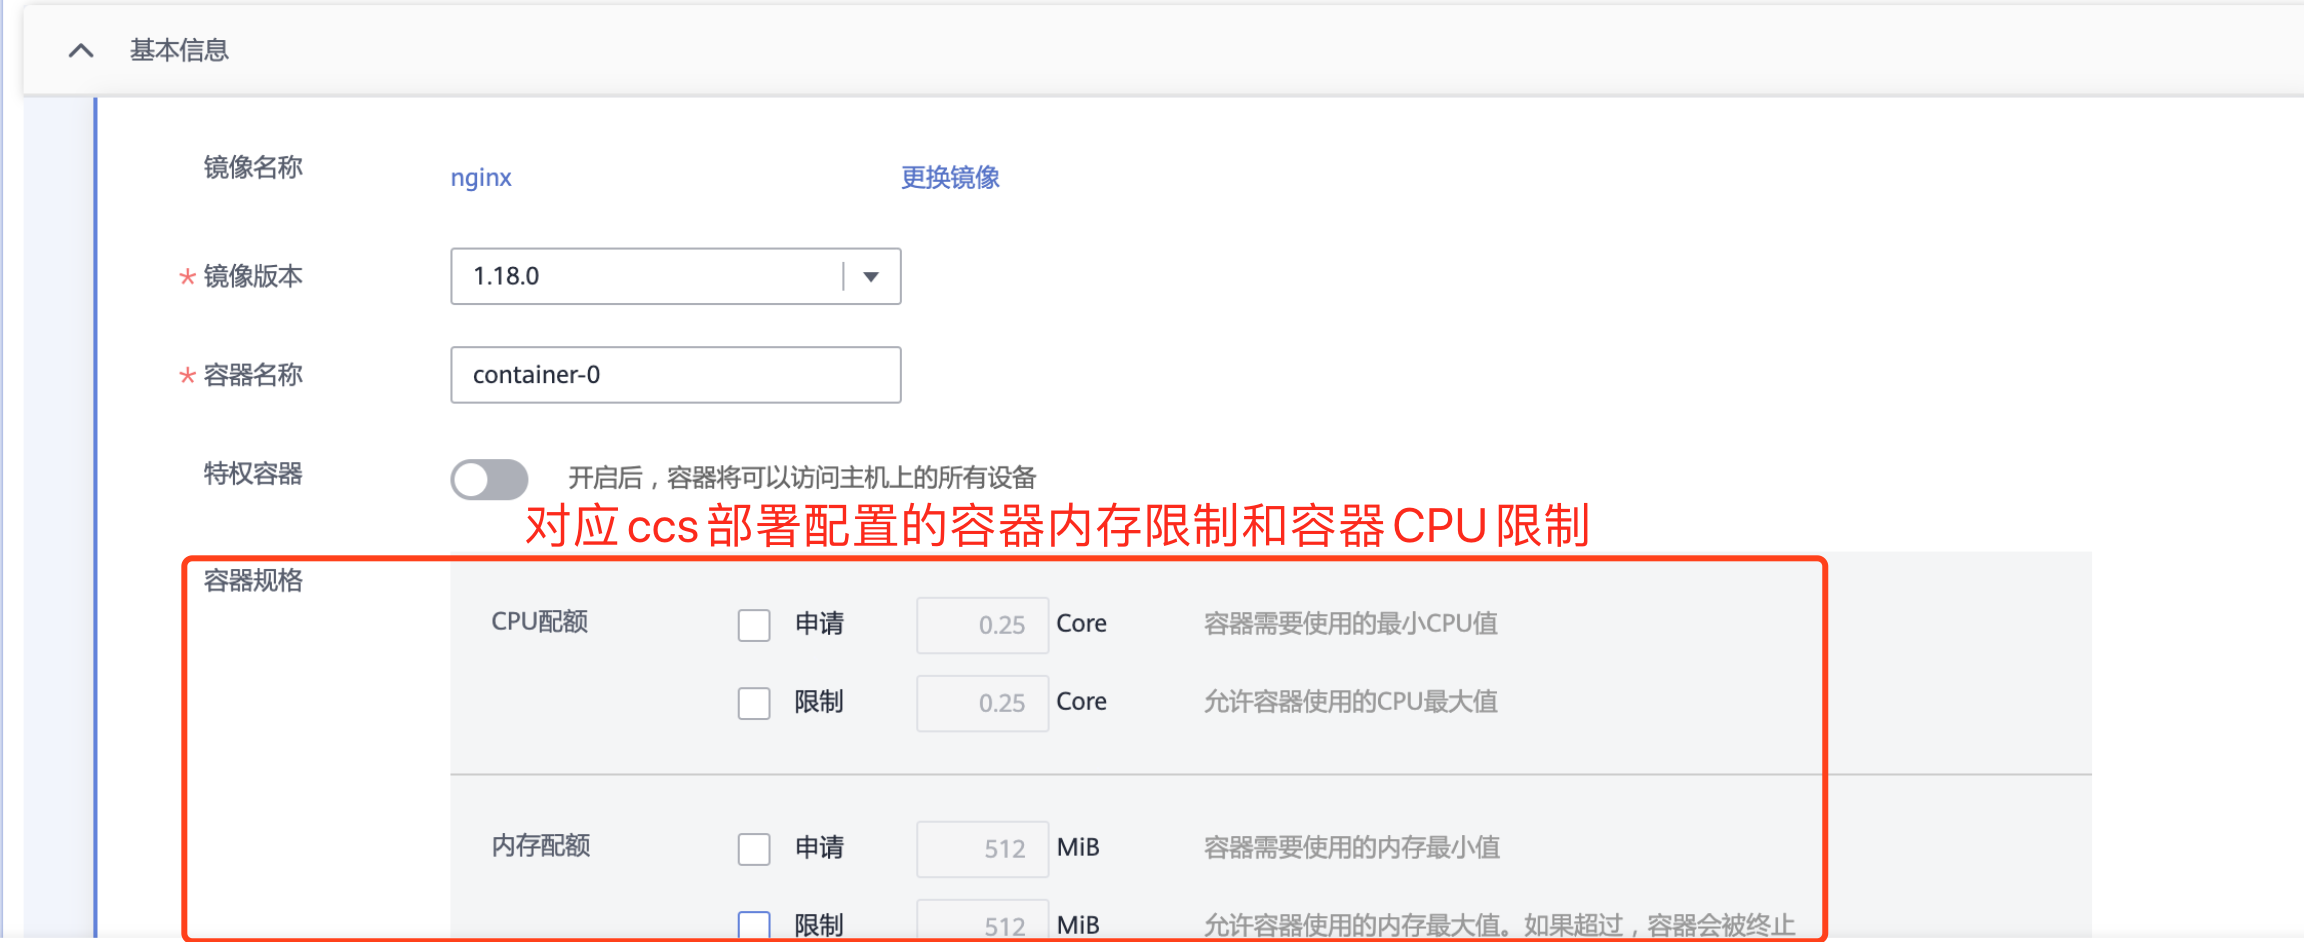 基本信息
镜像名称 nginx 更换镜像
* 镜像版本 1.18.0
* 容器名称 container-0
特权容器 开启后，容器将可以访问主机上的所有设备
对应ccs部署配置的容器内存限制和容器CPU限制
容器规格
CPU配额 申请 0.25 Core 容器需要使用的最小CPU值
限制 0.25 Core 允许容器使用的CPU最大值
内存配额 申请 512 MiB 容器需要使用的内存最小值
限制 512 MiB 允许容器使用的内存最大值。如果超过，容器会被终止